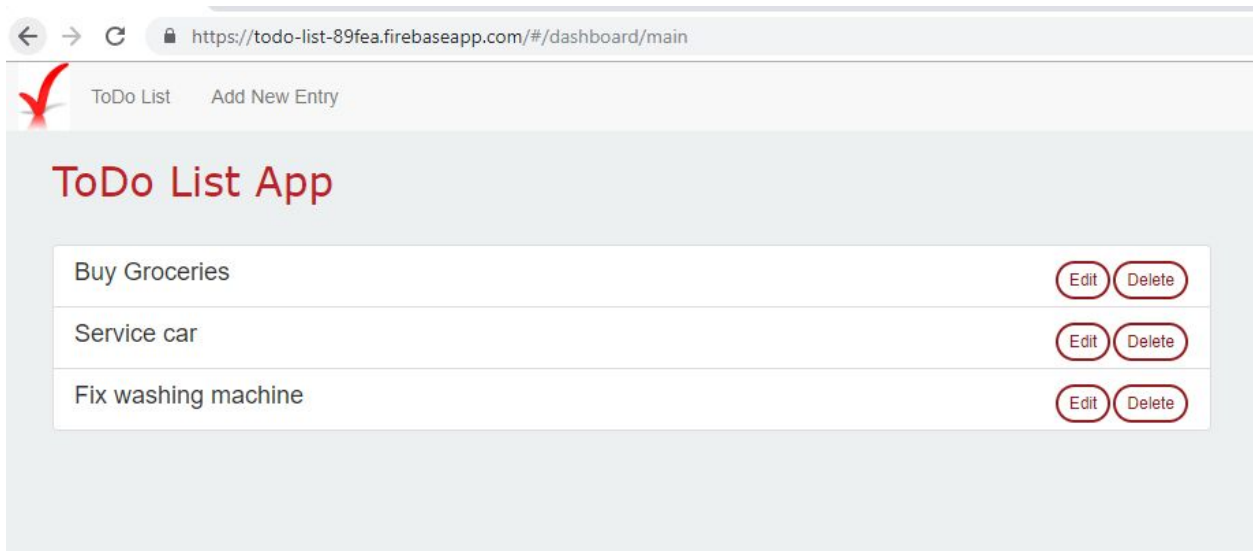 https://todo-list-89fea.firebaseapp.com/#/dashboard/main
ToDo List Add New Entry
ToDo List App
Buy Groceries Edit Delete
Service car Edit Delete
Fix washing machine Edit Delete